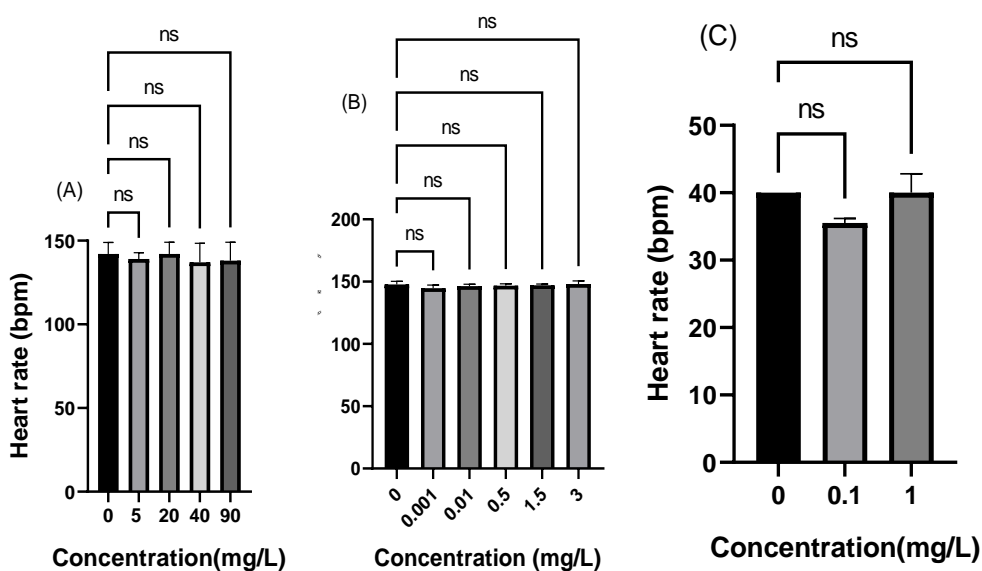 (A)
ns
ns
ns
ns
Heart rate (bpm)
150
100
50
0
0 5 20 40 90
Concentration(mg/L)
(B)
ns
ns
ns
ns
ns
200
150
100
50
0
0 0.001 0.01 0.5 1.5 3
Concentration (mg/L)
(C)
ns
ns
Heart rate (bpm)
50
40
30
20
10
0
0 0.1 1
Concentration(mg/L)